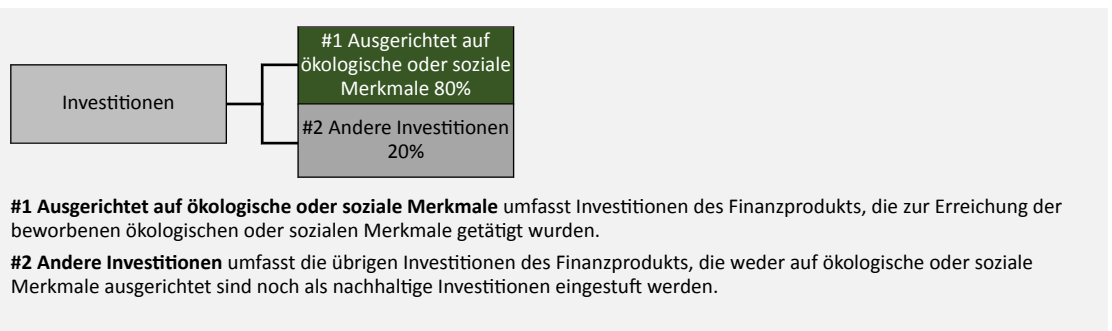 #1 Ausgerichtet auf
ökologische oder soziale
Merkmale 80%
Investitionen
#2 Andere Investitionen
20%
#1 Ausgerichtet auf ökologische oder soziale Merkmale umfasst Investitionen des Finanzprodukts, die zur Erreichung der
beworbenen ökologischen oder sozialen Merkmale getätigt wurden.
#2 Andere Investitionen umfasst die übrigen Investitionen des Finanzprodukts, die weder auf ökologische oder soziale
Merkmale ausgerichtet sind noch als nachhaltige Investitionen eingestuft werden.